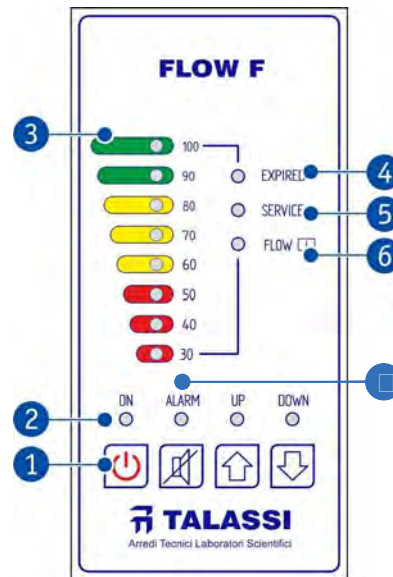 FLOW F
3
100
90
80
70
60
50
40
30
EXPIRED 4
SERVICE 5
FLOW 6
ON ALARM UP DOWN
2
1
TALASSI
Arredi Tecnici Laboratori Scientifici